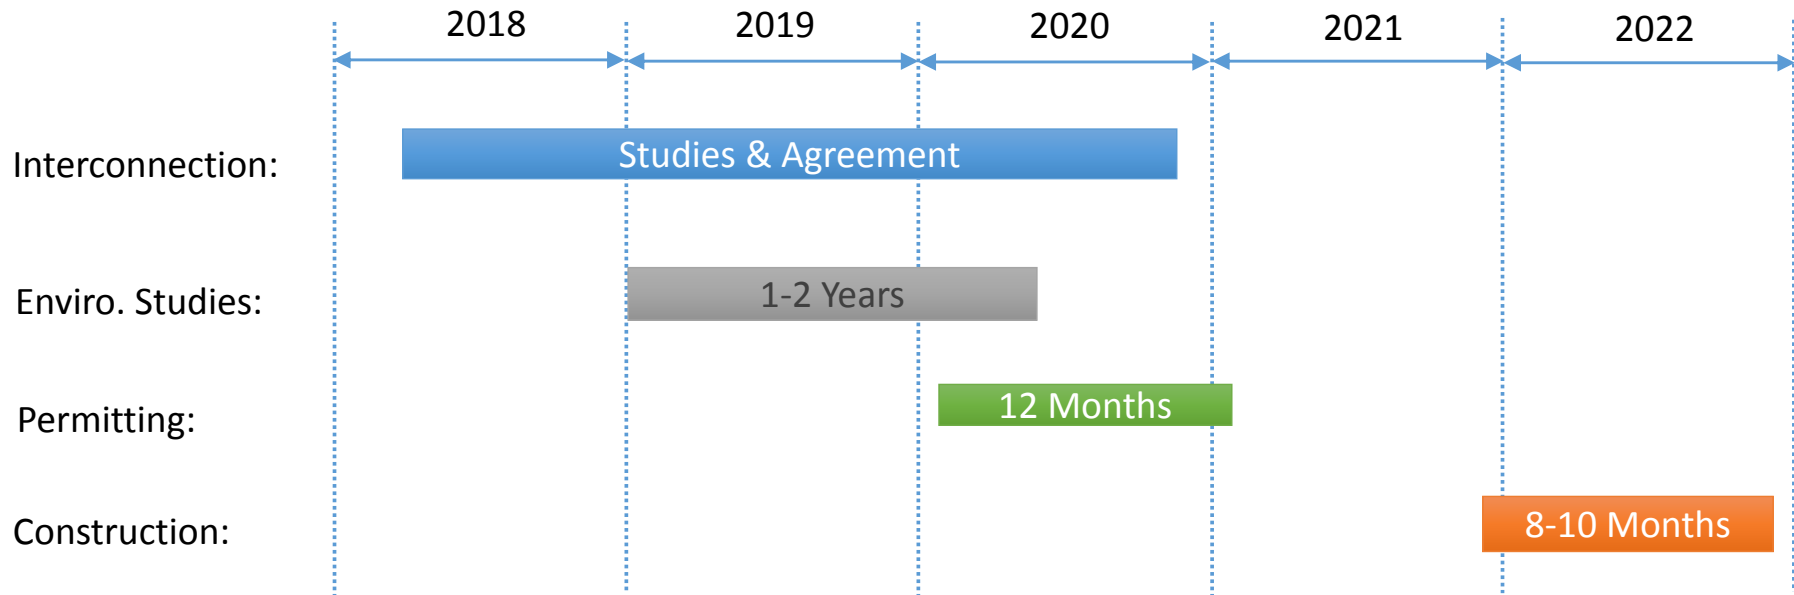 2018 2019 2020 2021 2022
Interconnection: Studies & Agreement
Enviro. Studies: 1-2 Years
Permitting: 12 Months
Construction: 8-10 Months